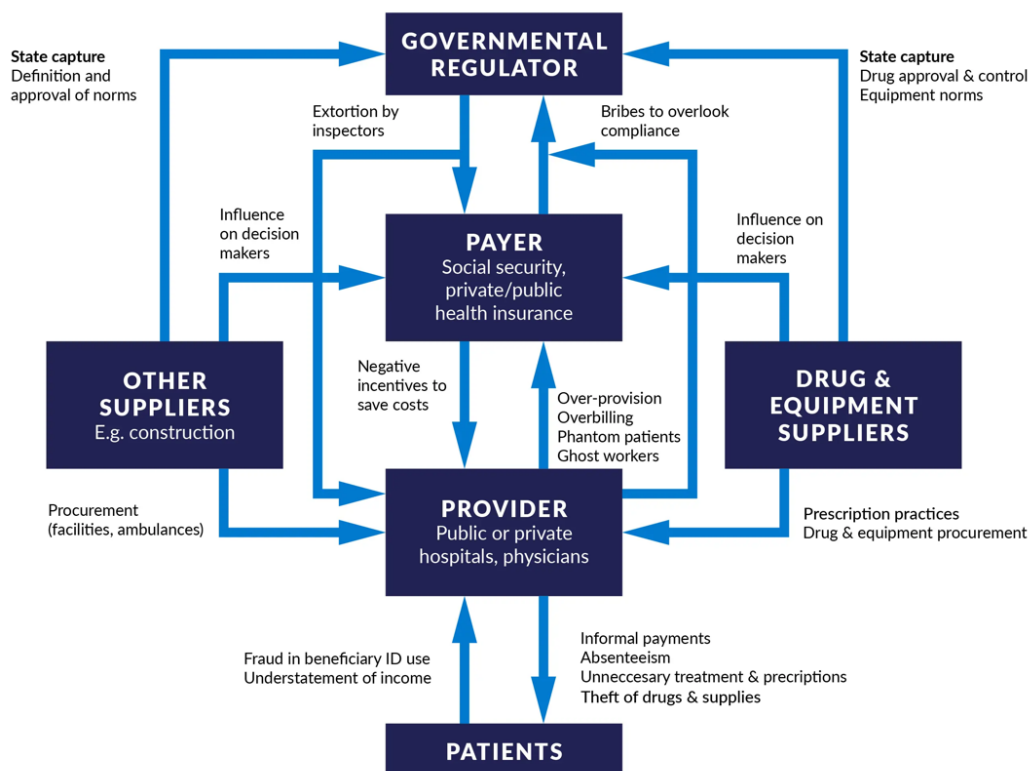 GOVERNMENTAL
REGULATOR
State capture
Definition and
approval of norms
State capture
Drug approval & control
Equipment norms
Extortion by
inspectors
Bribes to overlook
compliance
Influence
on decision
makers
PAYER
Social security,
private/public
health insurance
Influence on
decision
makers
OTHER
SUPPLIERS
E.g. construction
Negative
incentives to
save costs
Over-provision
Overbilling
Phantom patients
Ghost workers
DRUG &
EQUIPMENT
SUPPLIERS
Procurement
(facilities, ambulances)
PROVIDER
Public or private
hospitals, physicians
Prescription practices
Drug & equipment procurement
Fraud in beneficiary ID use
Understatement of income
Informal payments
Absenteeism
Unneccesary treatment & precriptions
Theft of drugs & supplies
PATIENTS